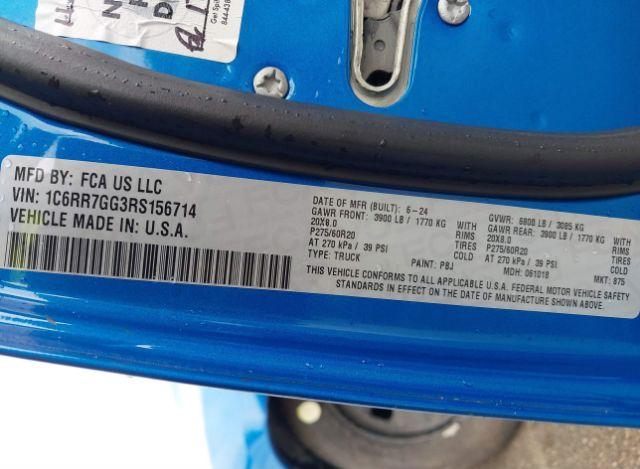 Get Spif
844-438
MFD BY: FCA US LLC
VIN: 1C6RR7GG3RS156714
VEHICLE MADE IN: U.S.A.
DATE OF MFR (BUILT): 6-24 GVWR: 6800 LB / 3085 KG
GAWR FRONT: 3900 LB / 1770 KG WITH GAWR REAR: 3900 LB / 1770 KG WITH
20X8.0 RIMS 20X8.0 RIMS
P275/60R20 TIRES P275/60R20 TIRES
AT 270 kPa / 39 PSI COLD AT 270 kPa / 39 PSI COLD
TYPE: TRUCK PAINT: PBJ MDH: 061018 MKT: 875
THIS VEHICLE CONFORMS TO ALL APPLICABLE U.S.A. FEDERAL MOTOR VEHICLE SAFETY
STANDARDS IN EFFECT ON THE DATE OF MANUFACTURE SHOWN ABOVE.